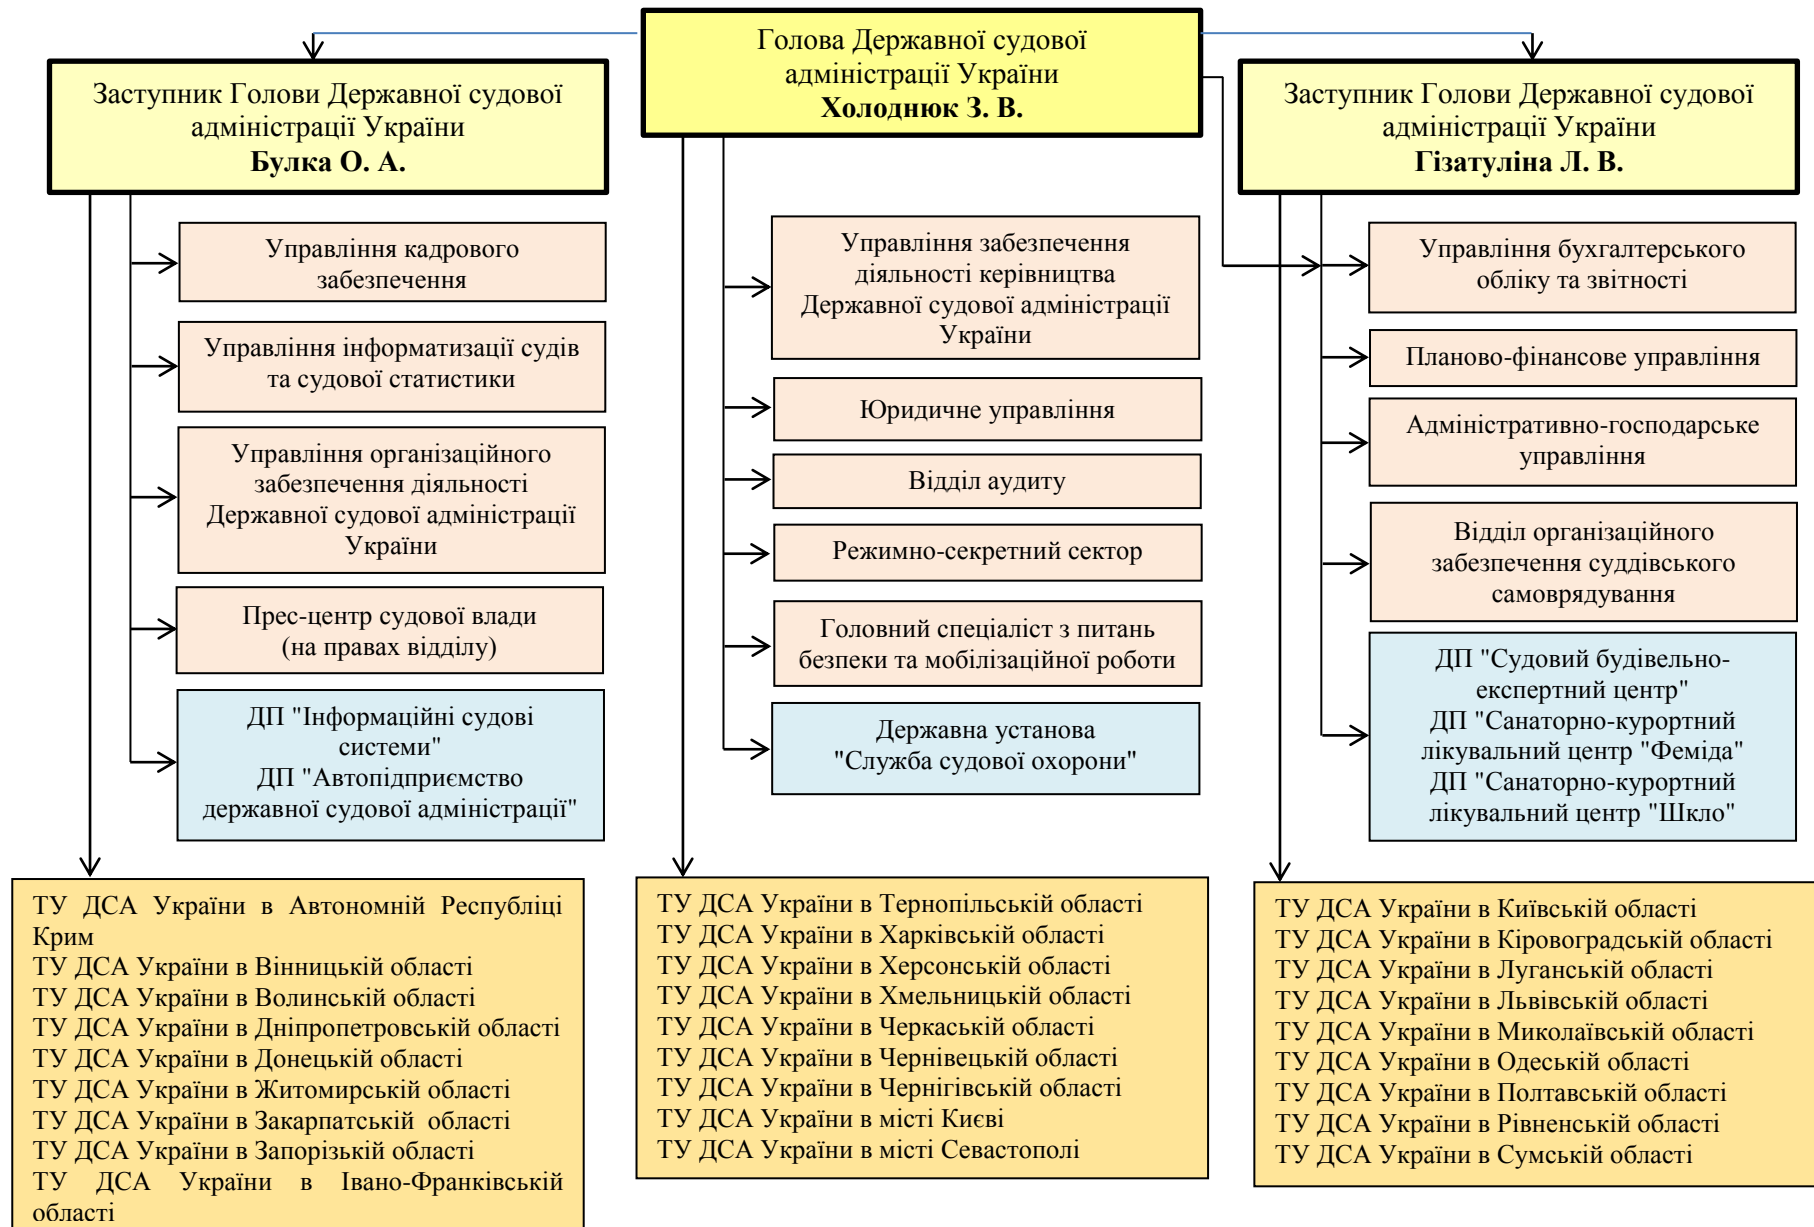 Голова Державної судової
адміністрації України
Холоднюк З. В.
Заступник Голови Державної судової
адміністрації України
Булка О. А.
Управління кадрового
забезпечення
Управління інформатизації судів
та судової статистики
Управління організаційного
забезпечення діяльності
Державної судової адміністрації
України
Прес-центр судової влади
(на правах відділу)
ДП "Інформаційні судові
системи"
ДП "Автопідприємство
державної судової адміністрації"
ТУ ДСА України в Автономній Республіці
Крим
ТУ ДСА України в Вінницькій області
ТУ ДСА України в Волинській області
ТУ ДСА України в Дніпропетровській області
ТУ ДСА України в Донецькій області
ТУ ДСА України в Житомирській області
ТУ ДСА України в Закарпатській  області
ТУ ДСА України в Запорізькій області
ТУ ДСА України в Івано-Франківській
області
Управління забезпечення
діяльності керівництва
Державної судової адміністрації
України
Юридичне управління
Відділ аудиту
Режимно-секретний сектор
Головний спеціаліст з питань
безпеки та мобілізаційної роботи
Державна установа
"Служба судової охорони"
ТУ ДСА України в Тернопільській області
ТУ ДСА України в Харківській області
ТУ ДСА України в Херсонській області
ТУ ДСА України в Хмельницькій області
ТУ ДСА України в Черкаській області
ТУ ДСА України в Чернівецькій області
ТУ ДСА України в Чернігівській області
ТУ ДСА України в місті Києві
ТУ ДСА України в місті Севастополі
Заступник Голови Державної судової
адміністрації України
Гізатуліна Л. В.
Управління бухгалтерського
обліку та звітності
Планово-фінансове управління
Адміністративно-господарське
управління
Відділ організаційного
забезпечення суддівського
самоврядування
ДП "Судовий будівельно-
експертний центр"
ДП "Санаторно-курортний
лікувальний центр "Феміда"
ДП "Санаторно-курортний
лікувальний центр "Шкло"
ТУ ДСА України в Київській області
ТУ ДСА України в Кіровоградській області
ТУ ДСА України в Луганській області
ТУ ДСА України в Львівській області
ТУ ДСА України в Миколаївській області
ТУ ДСА України в Одеській області
ТУ ДСА України в Полтавській області
ТУ ДСА України в Рівненській області
ТУ ДСА України в Сумській області